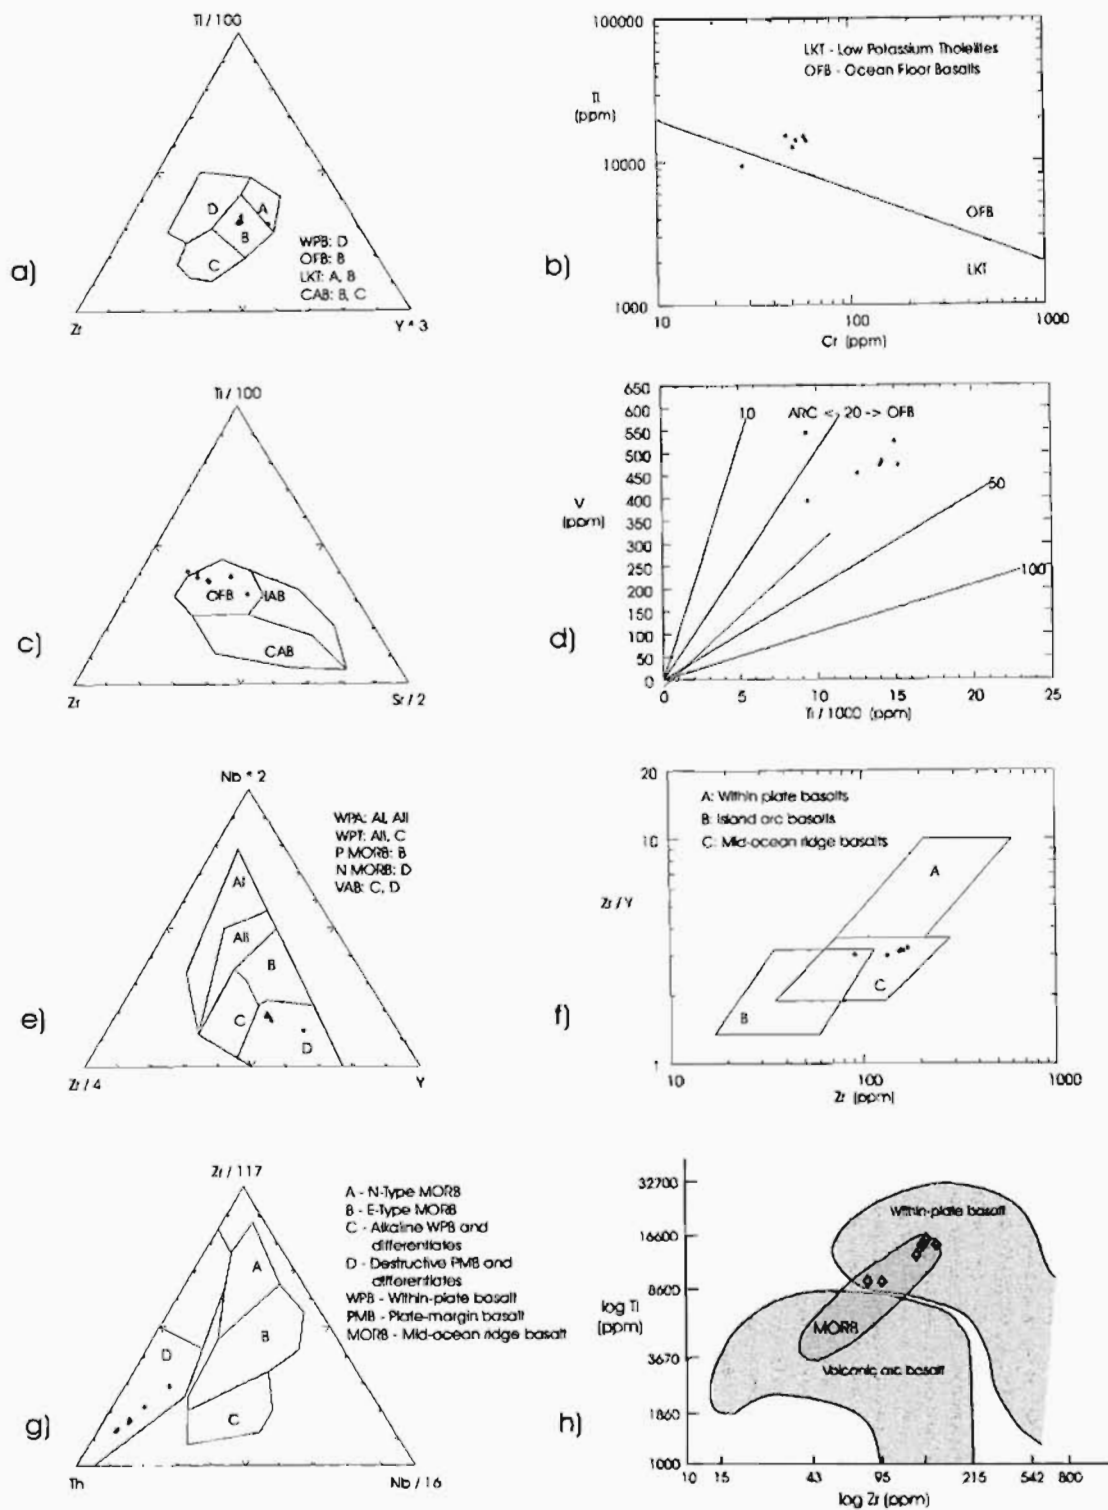 a)
Ti / 100
D
A
B
C
WPB: D
OFB: B
LKT: A, B
CAB: B, C
Zr
Y * 3
b)
100000
LKT - Low Potassium Tholeiites
OFB - Ocean Floor Basalts
Ti
(ppm)
10000
OFB
LKT
1000
10
100
1000
Cr (ppm)
c)
Ti / 100
OFB
IAB
CAB
Zr
Sr / 2
d)
650
600
550
500
450
400
350
300
250
200
150
100
50
0
V
(ppm)
10
ARC <- 20 -> OFB
50
100
0
5
10
15
20
25
Ti / 1000 (ppm)
e)
Nb * 2
WPA: AI, AII
WPT: AII, C
P MORB: B
N MORB: D
VAB: C, D
AI
AII
B
C
D
Zr / 4
Y
f)
20
A: Within plate basalts
B: Island arc basalts
C: Mid-ocean ridge basalts
10
Zr / Y
A
C
B
1
10
100
1000
Zr (ppm)
g)
Zr / 117
A - N-Type MORB
B - E-Type MORB
C - Alkaline WPB and
differentiates
D - Destructive PMB and
differentiates
WPB - Within-plate basalt
PMB - Plate-margin basalt
MORB - Mid-ocean ridge basalt
A
B
D
C
Th
Nb / 16
h)
32700
16600
8600
log Ti
(ppm)
3670
1860
1000
Within-plate basalt
MORB
Volcanic arc basalt
10
15
43
95
215
542
800
log Zr (ppm)